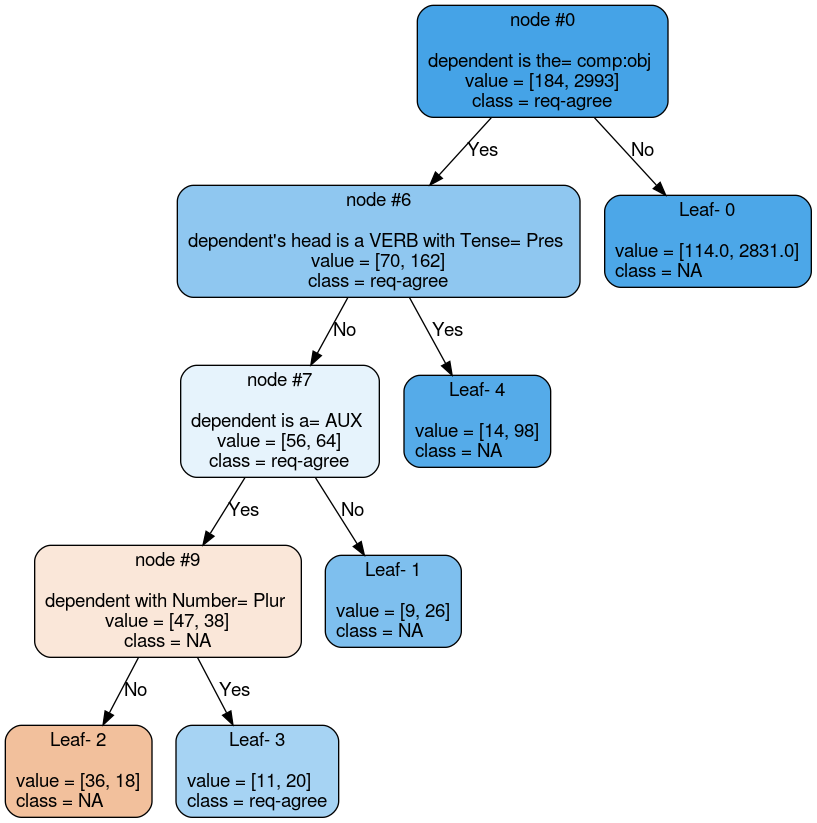 node #0
dependent is the= comp:obj
value = [184, 2993]
class = req-agree
Yes
No
node #6
dependent's head is a VERB with Tense= Pres
value = [70, 162]
class = req-agree
Leaf- 0
value = [114.0, 2831.0]
class = NA
No
Yes
node #7
dependent is a= AUX
value = [56, 64]
class = req-agree
Leaf- 4
value = [14, 98]
class = NA
Yes
No
node #9
dependent with Number= Plur
value = [47, 38]
class = NA
Leaf- 1
value = [9, 26]
class = NA
No
Yes
Leaf- 2
value = [36, 18]
class = NA
Leaf- 3
value = [11, 20]
class = req-agree